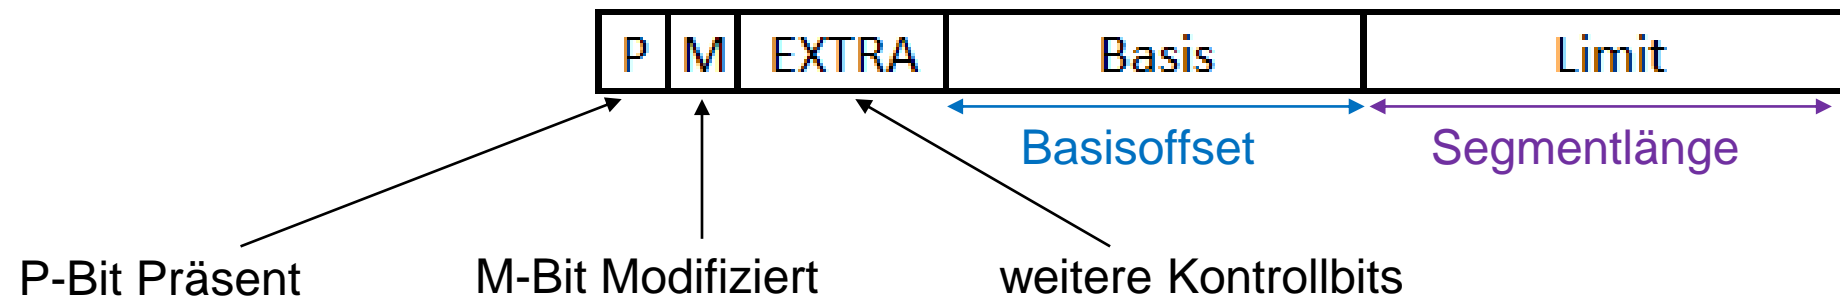 P M EXTRA Basis Limit
Basisoffset Segmentlänge
P-Bit Präsent M-Bit Modifiziert weitere Kontrollbits